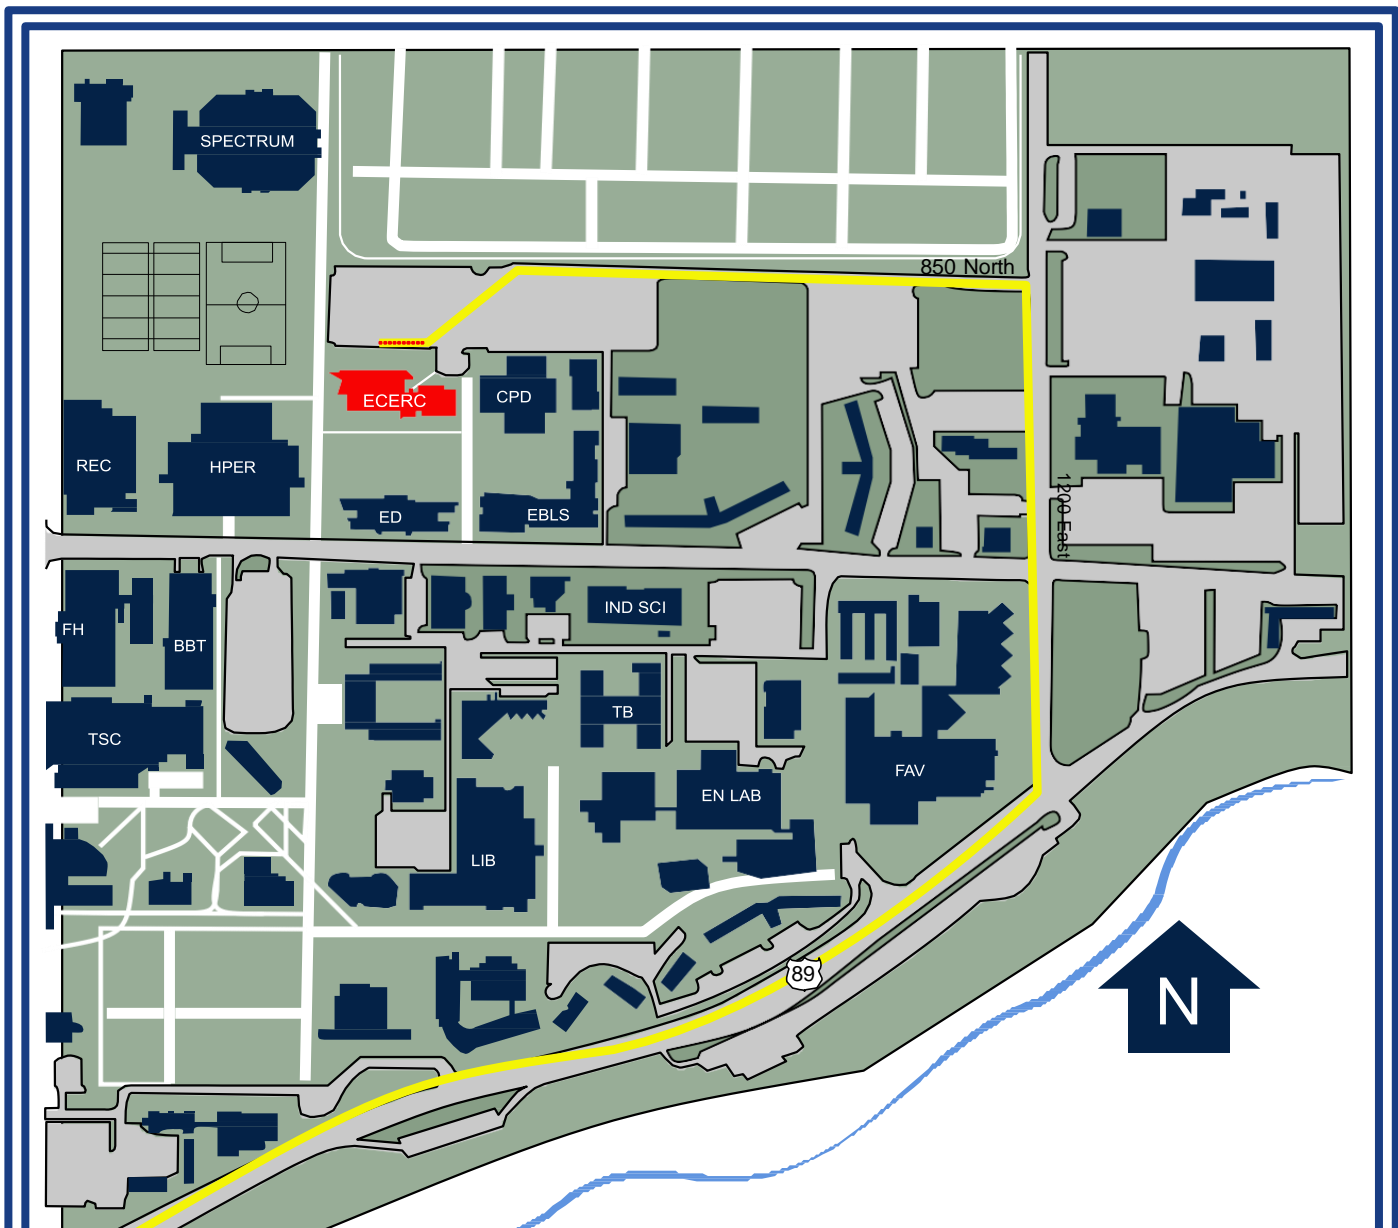 SPECTRUM
850 North
ECERC
CPD
REC
HPER
ED
EBLS
1200 East
FH
BBT
IND SCI
TSC
TB
FAV
EN LAB
LIB
89
N